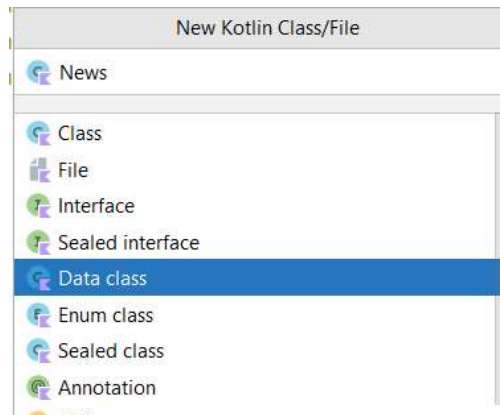 New Kotlin Class/File
News
Class
File
Interface
Sealed interface
Data class
Enum class
Sealed class
Annotation